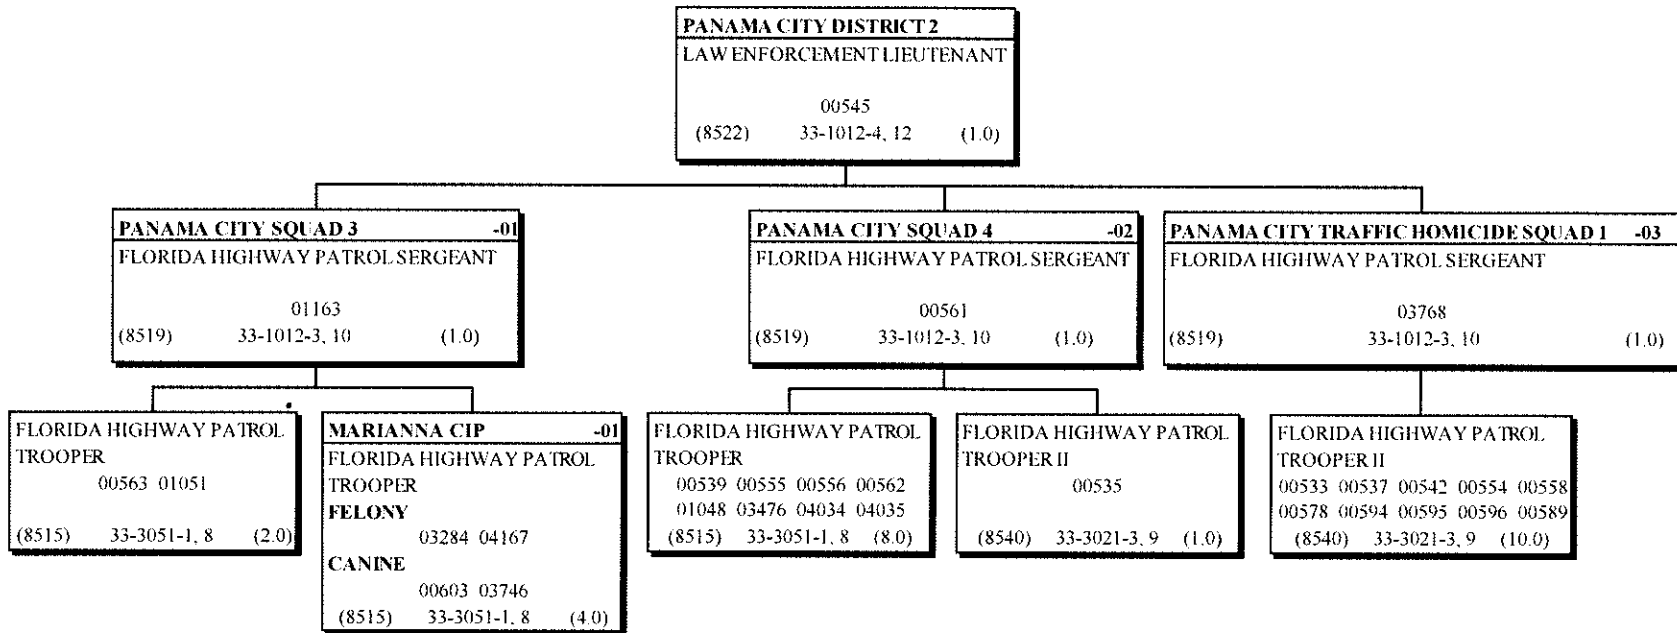 PANAMA CITY DISTRICT 2
LAW ENFORCEMENT LIEUTENANT
00545
(8522) 33-1012-4, 12 (1.0)
PANAMA CITY SQUAD 3 -01
FLORIDA HIGHWAY PATROL SERGEANT
01163
(8519) 33-1012-3, 10 (1.0)
PANAMA CITY SQUAD 4 -02
FLORIDA HIGHWAY PATROL SERGEANT
00561
(8519) 33-1012-3, 10 (1.0)
PANAMA CITY TRAFFIC HOMICIDE SQUAD 1 -03
FLORIDA HIGHWAY PATROL SERGEANT
03768
(8519) 33-1012-3, 10 (1.0)
FLORIDA HIGHWAY PATROL
TROOPER
00563 01051
(8515) 33-3051-1, 8 (2.0)
MARIANNA CIP -01
FLORIDA HIGHWAY PATROL
TROOPER
FELONY
03284 04167
CANINE
00603 03746
(8515) 33-3051-1, 8 (4.0)
FLORIDA HIGHWAY PATROL
TROOPER
00539 00555 00556 00562
01048 03476 04034 04035
(8515) 33-3051-1, 8 (8.0)
FLORIDA HIGHWAY PATROL
TROOPER II
00535
(8540) 33-3021-3, 9 (1.0)
FLORIDA HIGHWAY PATROL
TROOPER II
00533 00537 00542 00554 00558
00578 00594 00595 00596 00589
(8540) 33-3021-3, 9 (10.0)